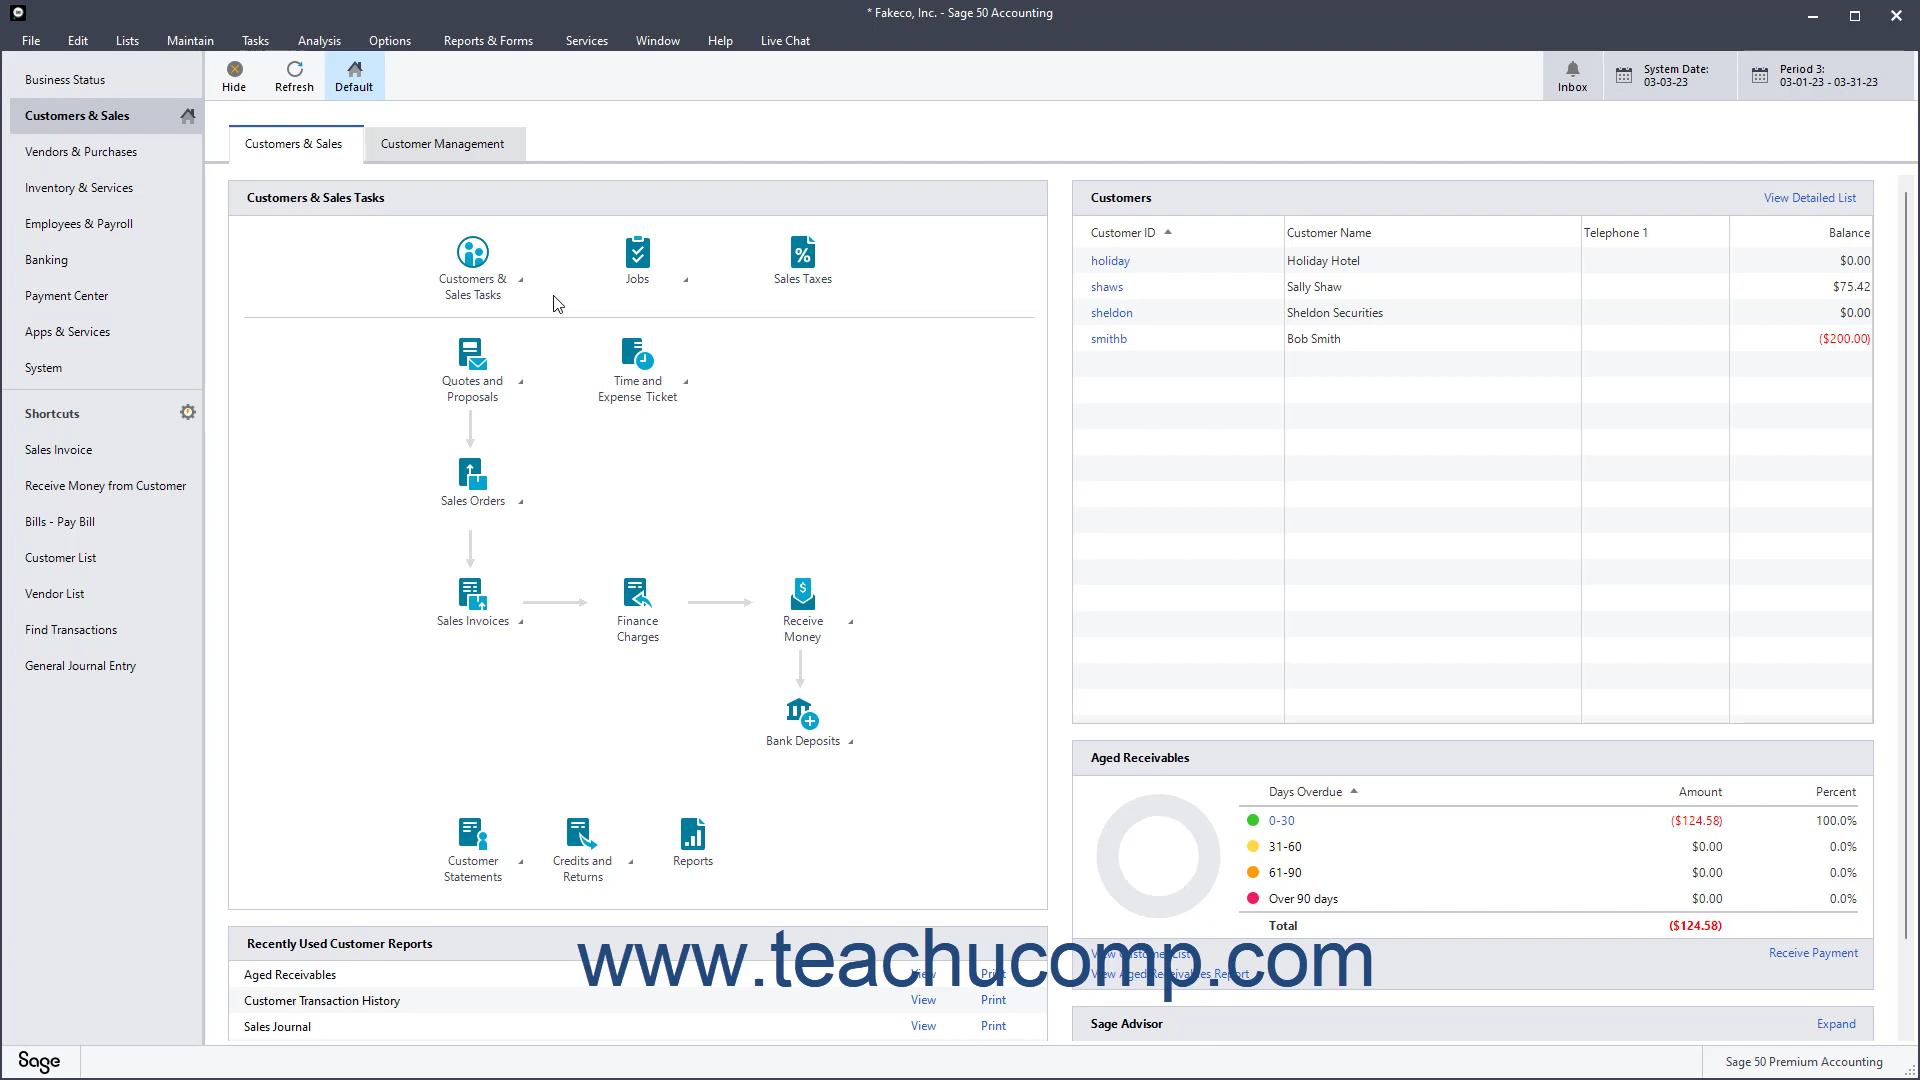 * Fakeco, Inc. - Sage 50 Accounting
File Edit Lists Maintain Tasks Analysis Options Reports & Forms Services Window Help Live Chat
Business Status
Customers & Sales
Vendors & Purchases
Inventory & Services
Employees & Payroll
Banking
Payment Center
Apps & Services
System
Shortcuts
Sales Invoice
Receive Money from Customer
Bills - Pay Bill
Customer List
Vendor List
Find Transactions
General Journal Entry
Hide Refresh Default
Inbox
System Date:
03-03-23
Period 3:
03-01-23 - 03-31-23
Customers & Sales Customer Management
Customers & Sales Tasks
Customers &
Sales Tasks
Jobs
Sales Taxes
Quotes and
Proposals
Time and
Expense Ticket
Sales Orders
Sales Invoices
Finance
Charges
Receive
Money
Bank Deposits
Customer
Statements
Credits and
Returns
Reports
Recently Used Customer Reports
Aged Receivables View Print
Customer Transaction History View Print
Sales Journal View Print
Customers View Detailed List
Customer ID Customer Name Telephone 1 Balance
holiday Holiday Hotel $0.00
shaws Sally Shaw $75.42
sheldon Sheldon Securities $0.00
smithb Bob Smith ($200.00)
Aged Receivables
Days Overdue Amount Percent
0-30 ($124.58) 100.0%
31-60 $0.00 0.0%
61-90 $0.00 0.0%
Over 90 days $0.00 0.0%
Total ($124.58)
View Customer List Receive Payment
View Aged Receivables Report
Sage Advisor Expand
www.teachucomp.com
Sage
Sage 50 Premium Accounting